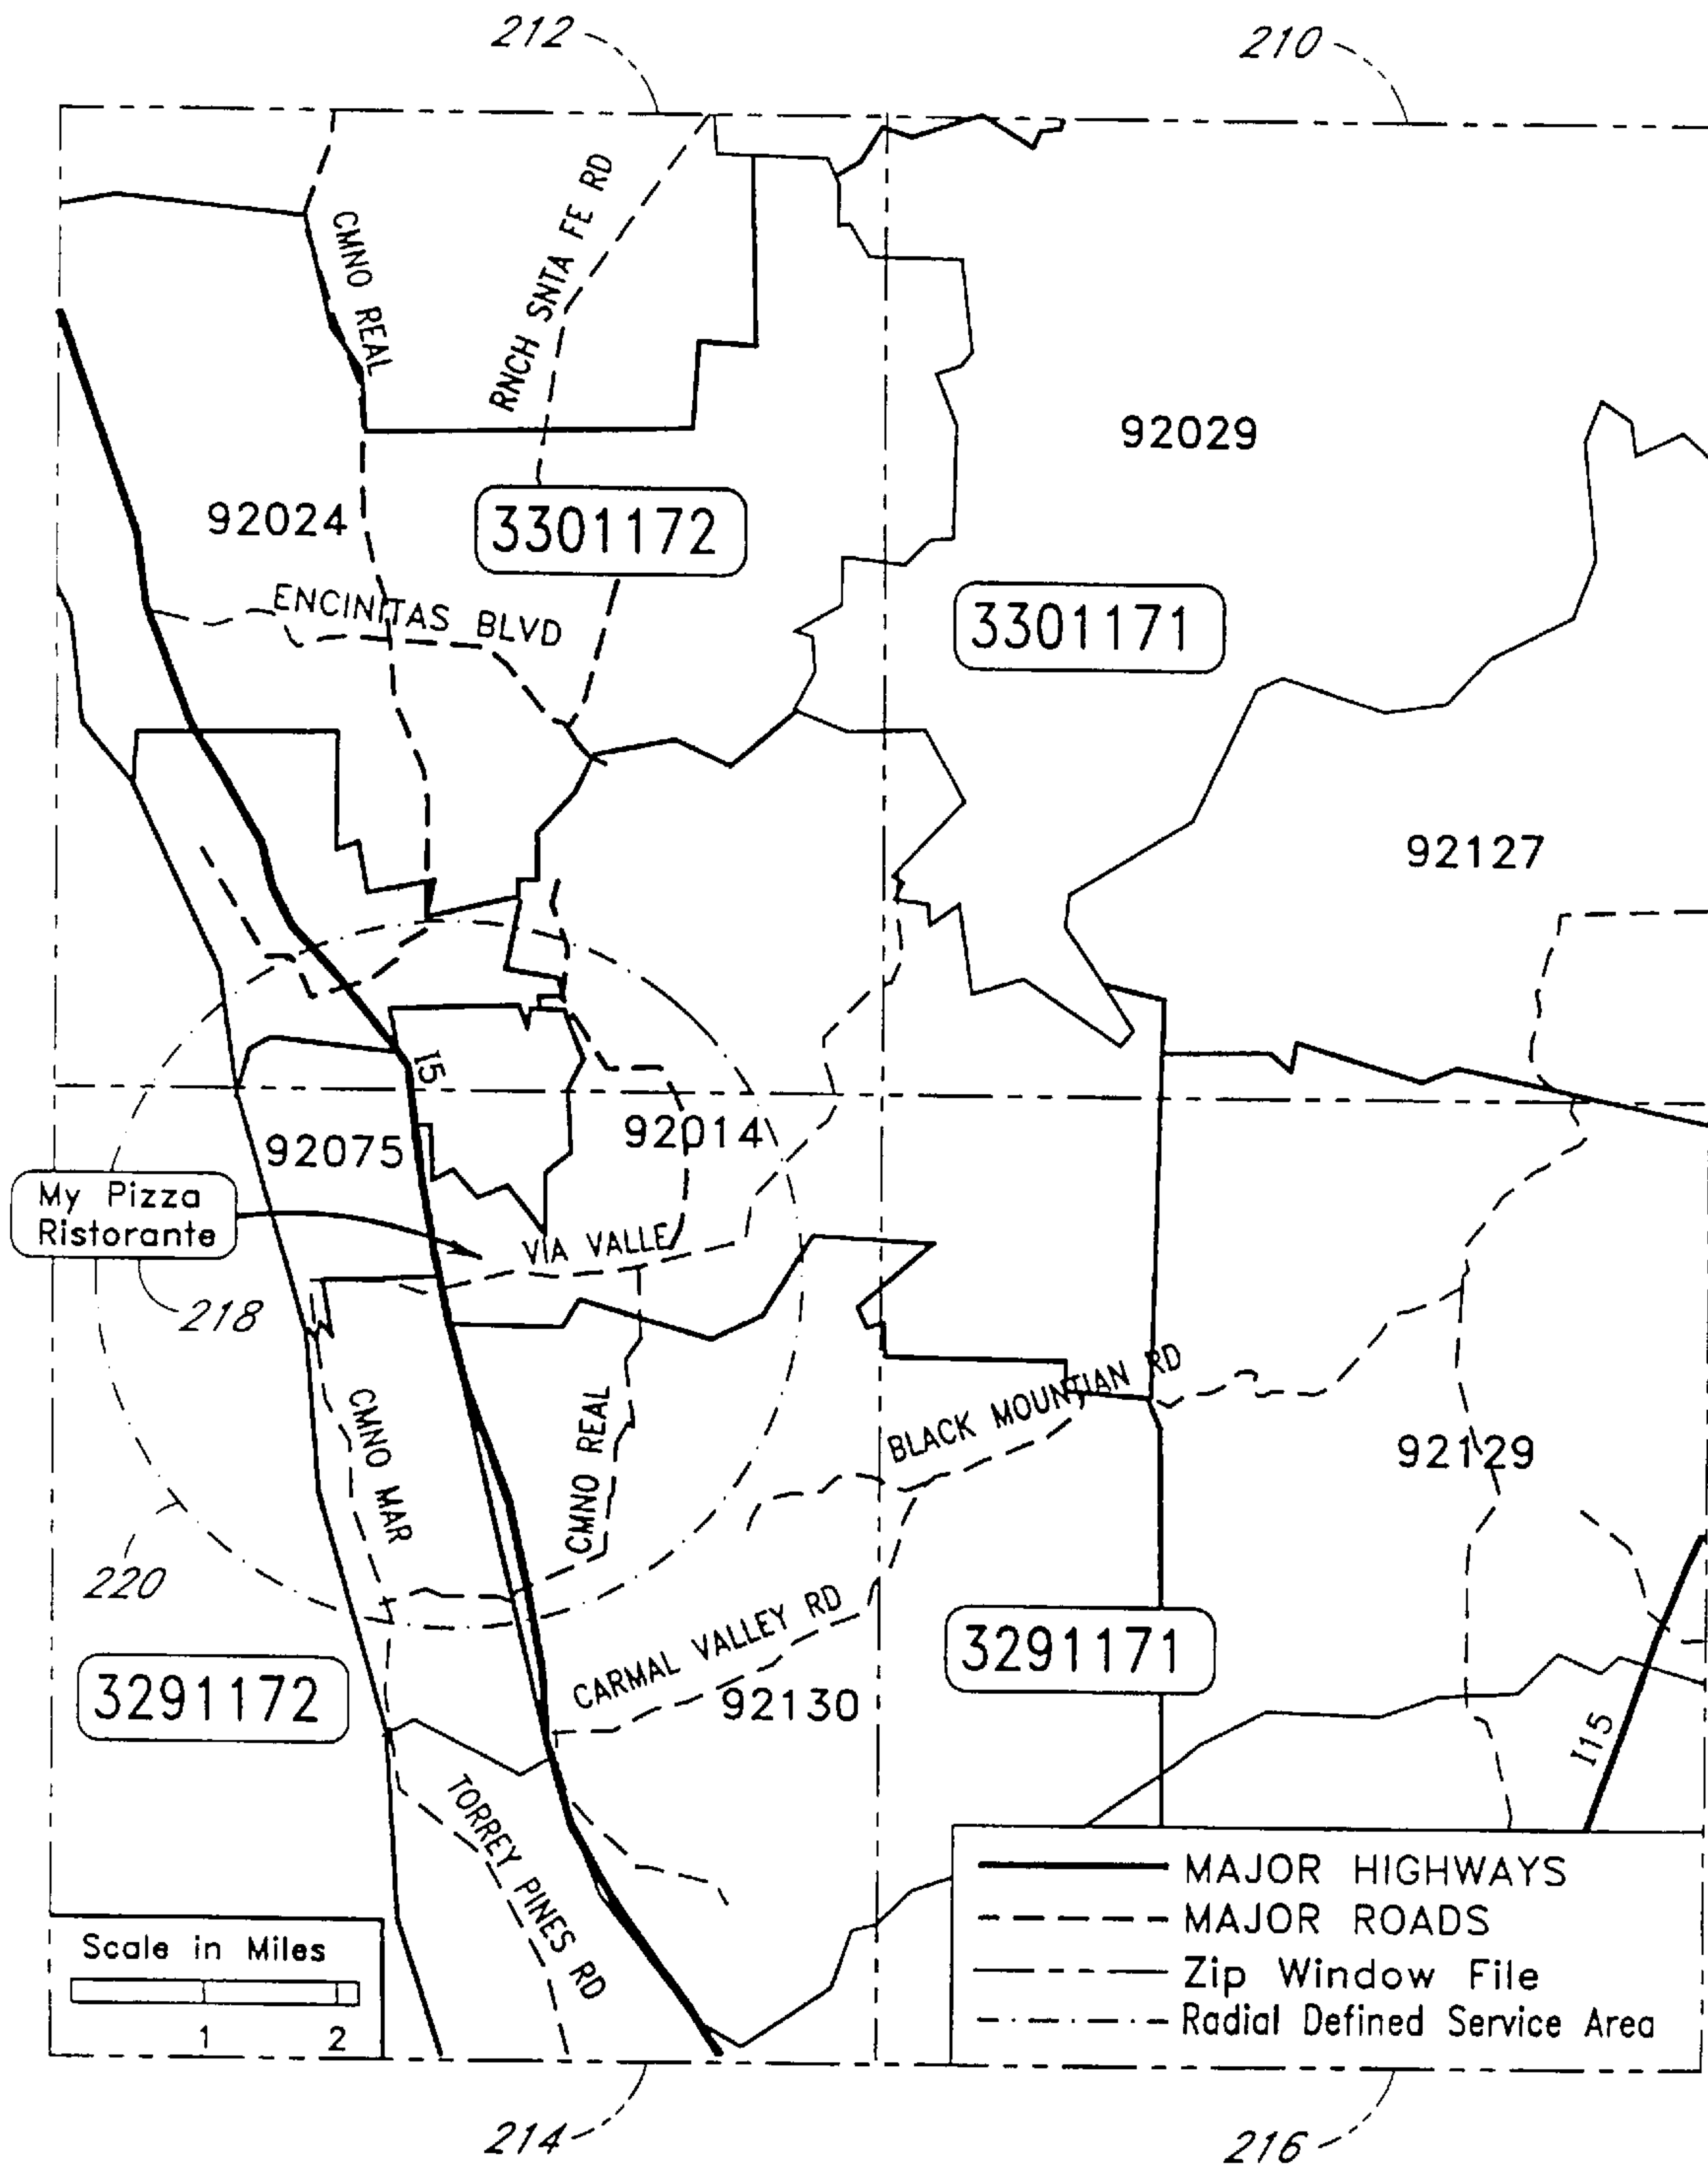 212
210
CMNO REAL
RNCH SNTA FE RD
92029
92024
3301172
ENCINITAS BLVD
3301171
92127
I5
92075
92014
My Pizza
Ristorante
VIA VALLE
218
CMNO MAR
CMNO REAL
BLACK MOUNTIAN RD
92129
220
CARMAL VALLEY RD
3291171
3291172
92130
I15
TORREY PINES RD
MAJOR HIGHWAYS
MAJOR ROADS
Zip Window File
Radial Defined Service Area
Scale in Miles
1 2
214
216